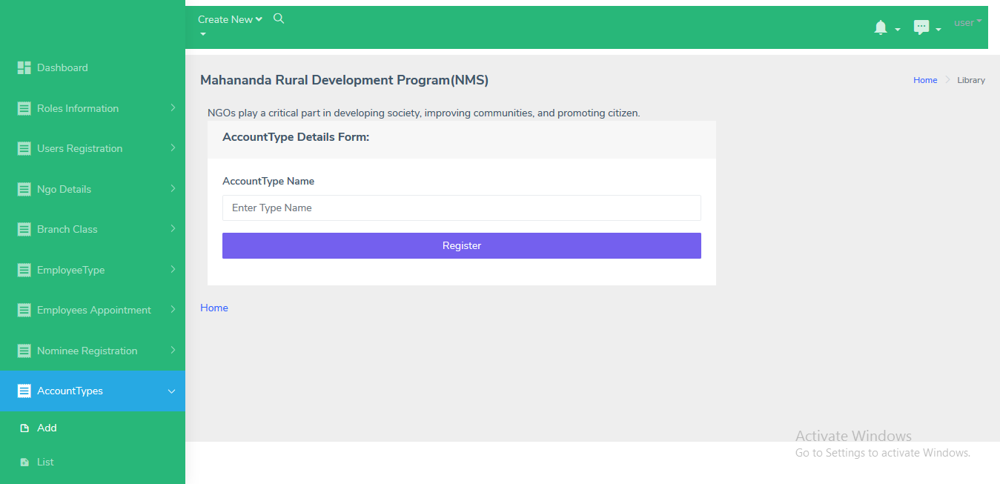 Create New
user
Dashboard
Roles Information
Users Registration
Ngo Details
Branch Class
EmployeeType
Employees Appointment
Nominee Registration
AccountTypes
Add
List
Mahananda Rural Development Program(NMS)
Home
Library
NGOs play a critical part in developing society, improving communities, and promoting citizen.
AccountType Details Form:
AccountType Name
Enter Type Name
Register
Home
Activate Windows
Go to Settings to activate Windows.